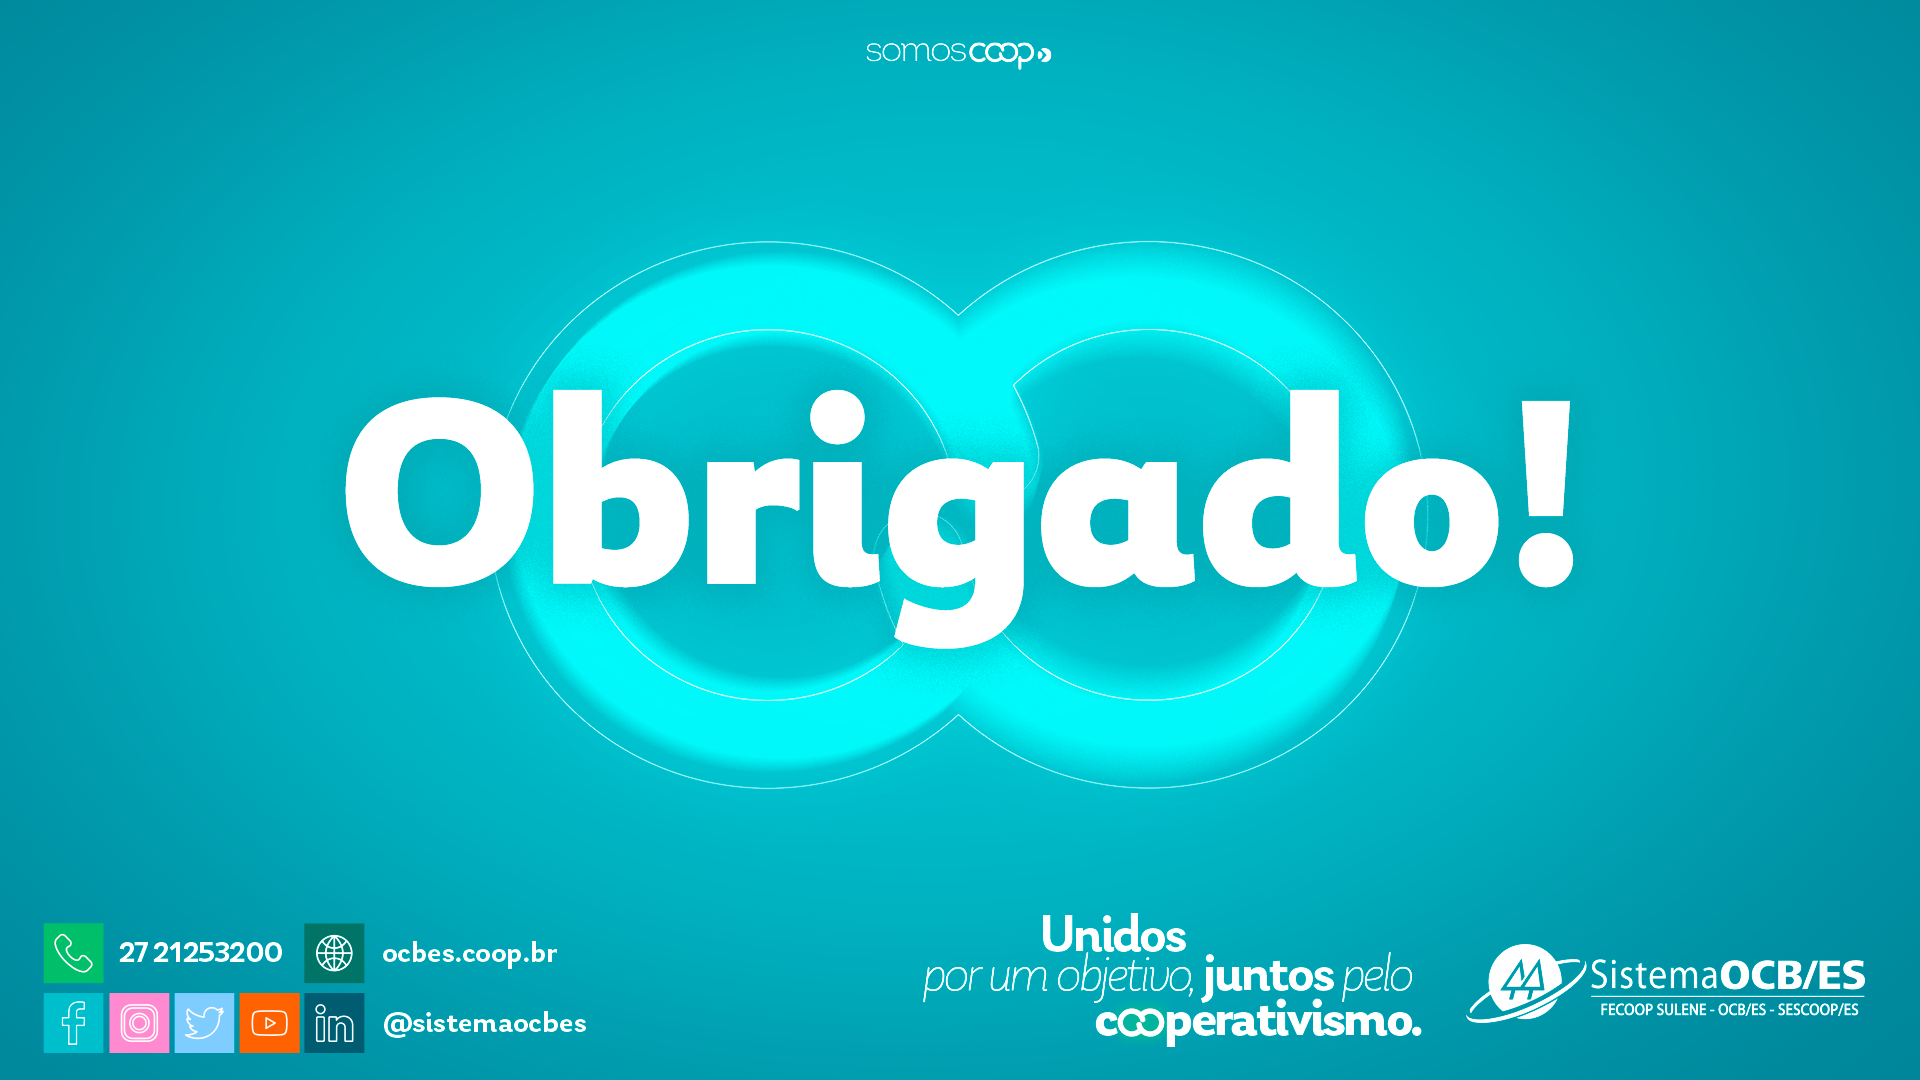 somoscoop
Obrigado!
27 21253200
ocbes.coop.br
@sistemaocbes
Unidos
por um objetivo, juntos pelo
cooperativismo.
SistemaOCB/ES
FECOOP SULENE - OCB/ES - SESCOOP/ES